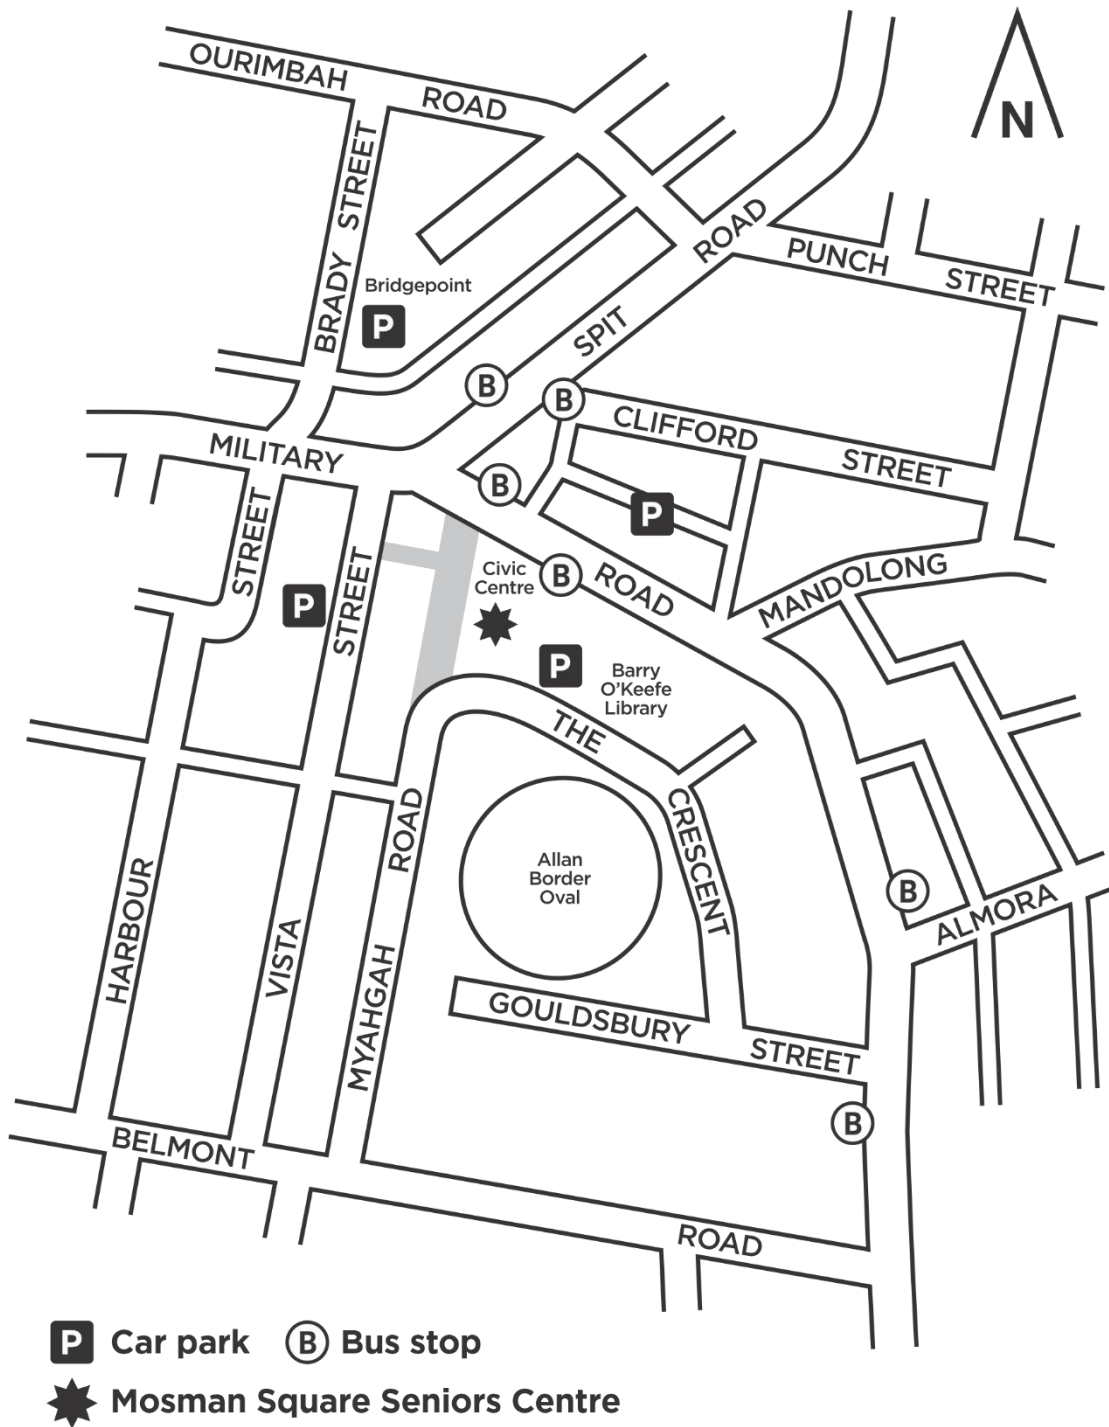 OURIMBAH
ROAD
N
BRADY STREET
ROAD
PUNCH
STREET
Bridgepoint
P
SPIT
B
B
CLIFFORD
STREET
MILITARY
B
P
STREET
STREET
Civic
Centre
B
ROAD
MANDOLONG
P
P
Barry
O'Keefe
Library
THE
CRESCENT
ROAD
Allan
Border
Oval
B
ALMORA
HARBOUR
VISTA
MYAHGAH
GOULDSBURY
STREET
B
BELMONT
ROAD
P Car park B Bus stop
Mosman Square Seniors Centre